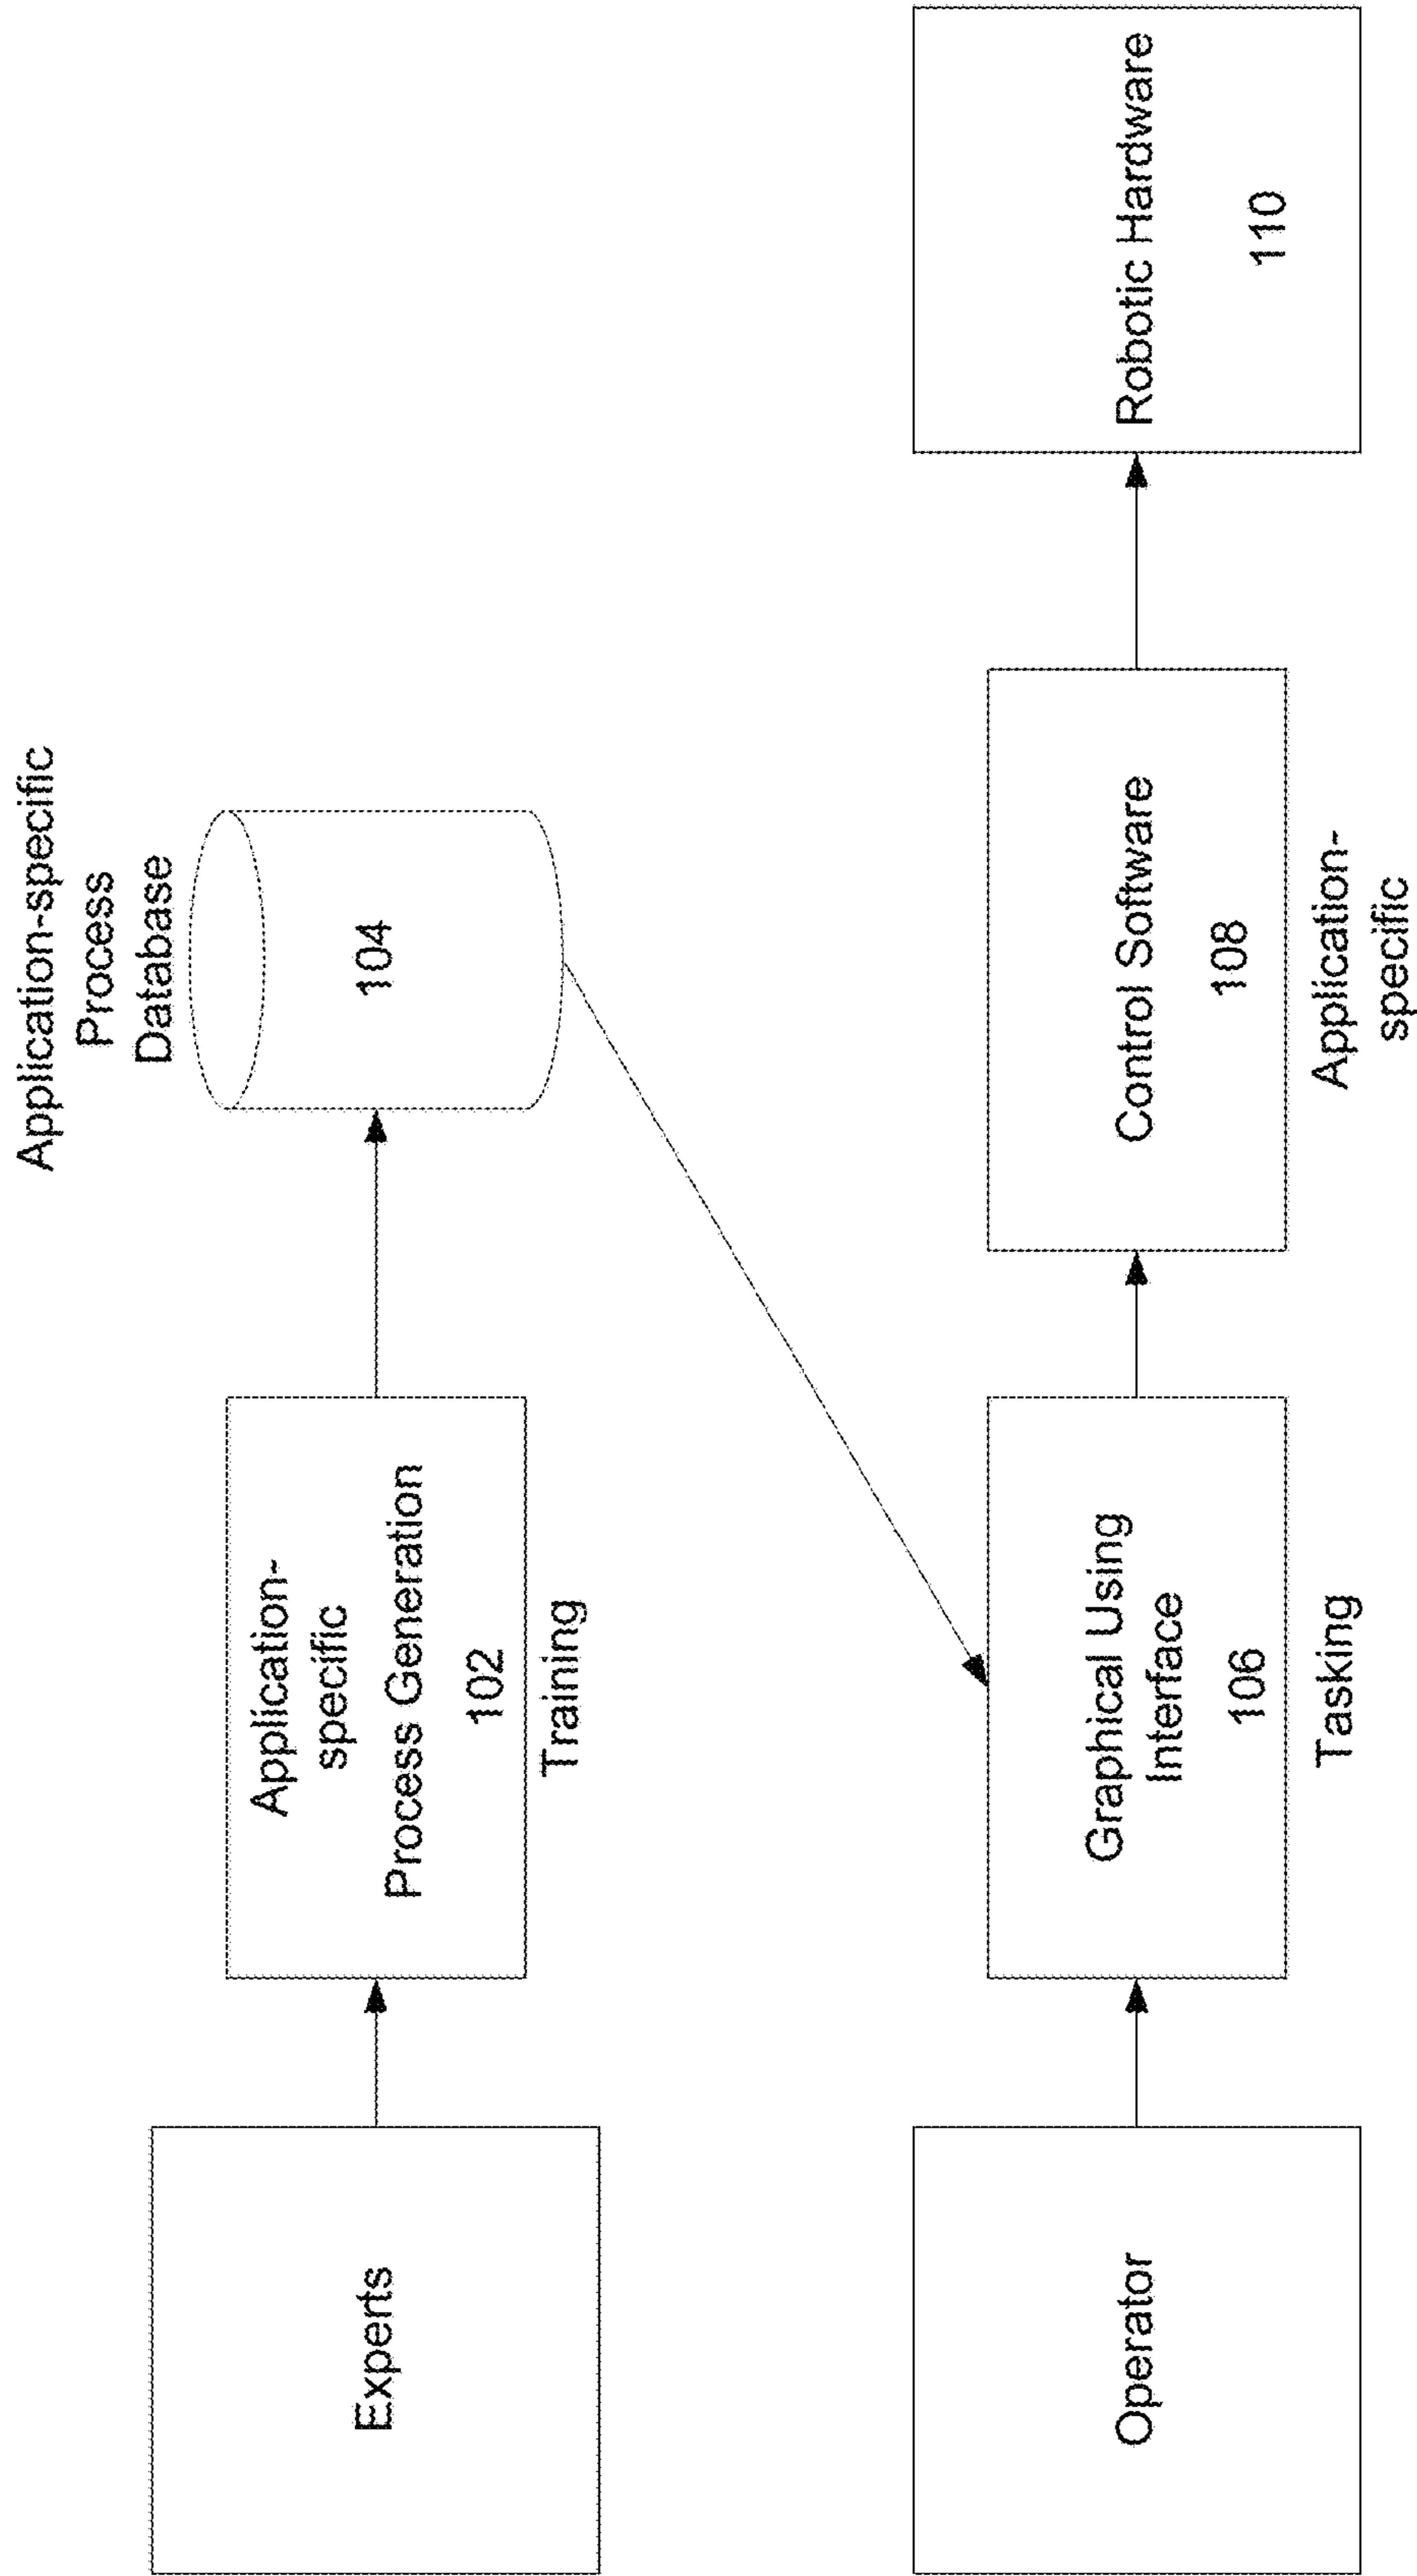 Experts
Application-
specific
Process Generation
102
Training
Application-specific
Process
Database
104
Operator
Graphical Using
Interface
106
Tasking
Control Software
108
Application-
specific
Robotic Hardware
110